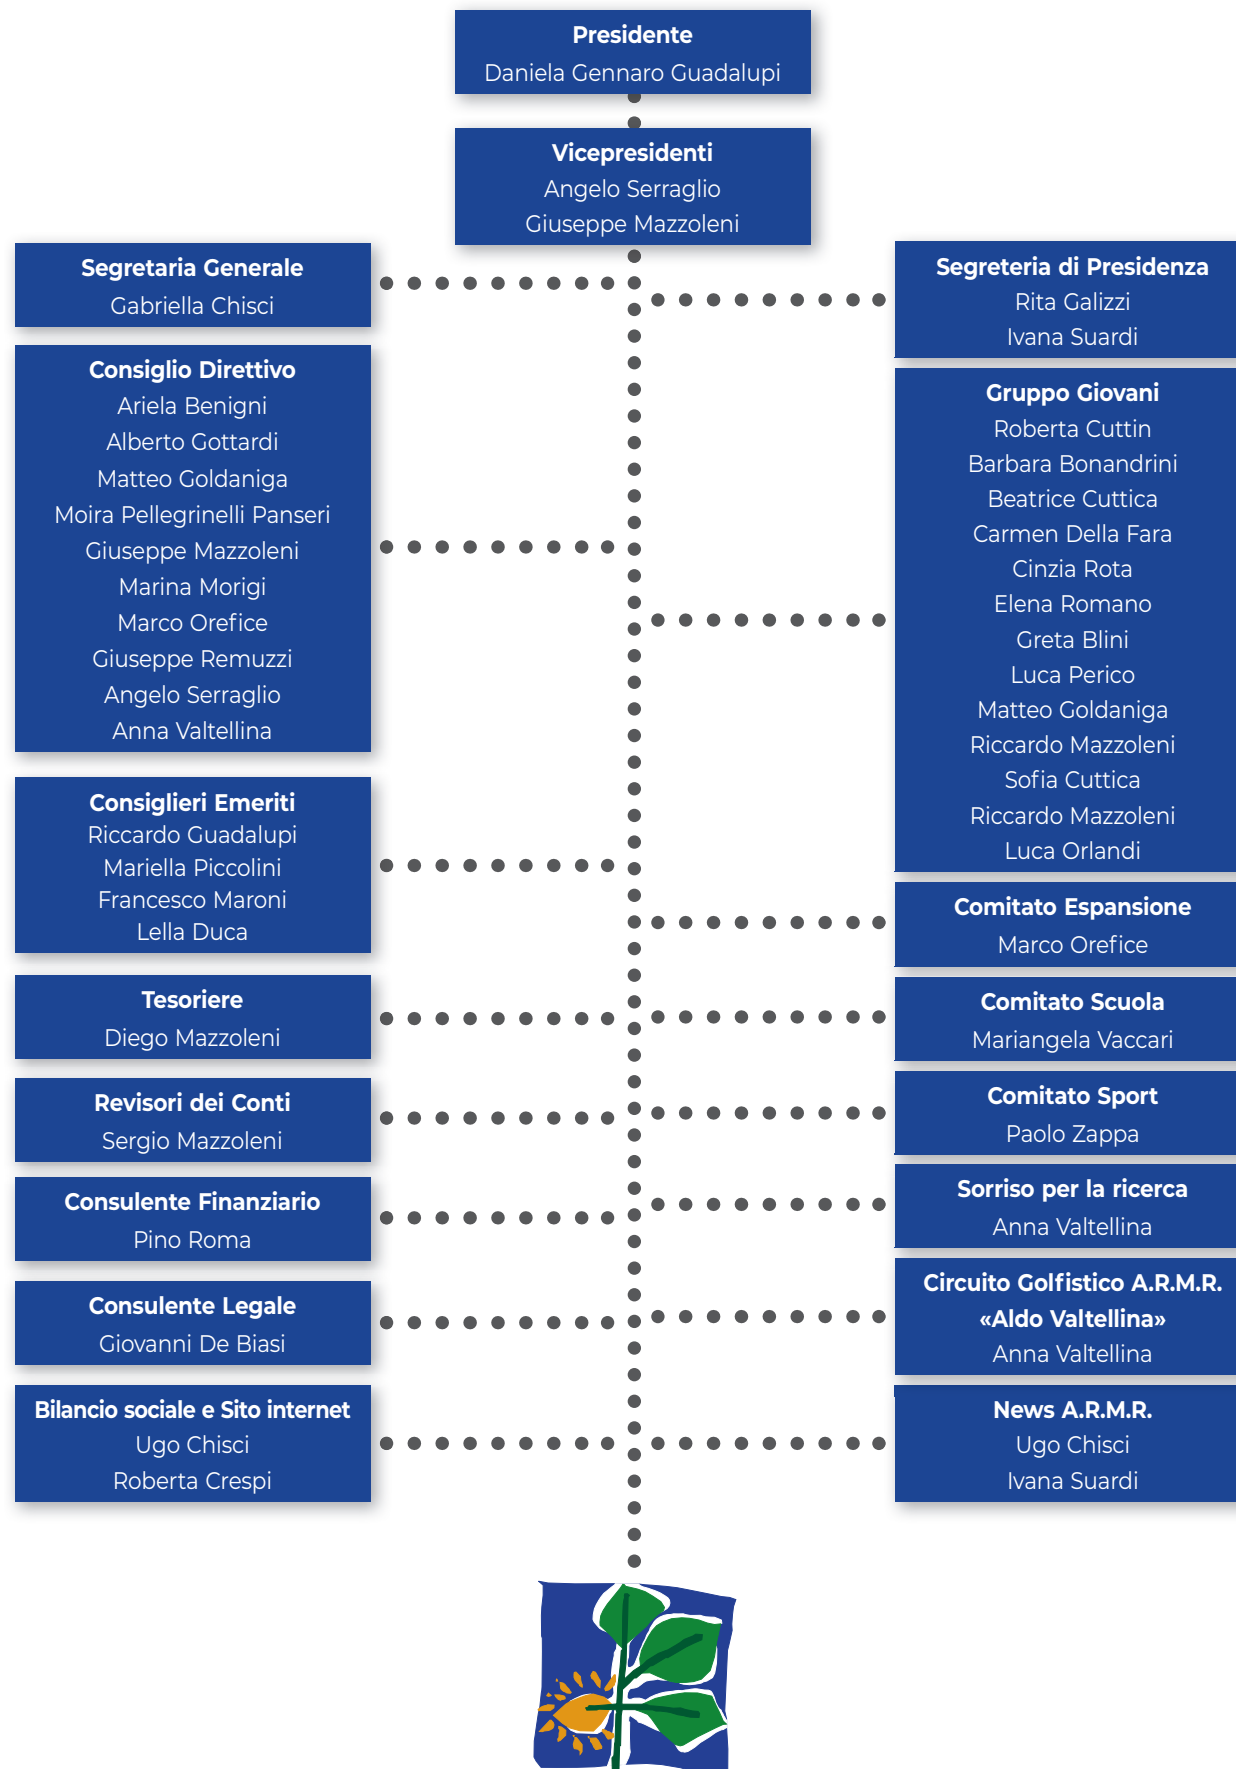 Presidente
Daniela Gennaro Guadalupi
Vicepresidenti
Angelo Serraglio
Giuseppe Mazzoleni
Segretaria Generale
Gabriella Chisci
Consiglio Direttivo
Ariela Benigni
Alberto Gottardi
Matteo Goldaniga
Moira Pellegrinelli Panseri
Giuseppe Mazzoleni
Marina Morigi
Marco Orefice
Giuseppe Remuzzi
Angelo Serraglio
Anna Valtellina
Consiglieri Emeriti
Riccardo Guadalupi
Mariella Piccolini
Francesco Maroni
Lella Duca
Tesoriere
Diego Mazzoleni
Revisori dei Conti
Sergio Mazzoleni
Consulente Finanziario
Pino Roma
Consulente Legale
Giovanni De Biasi
Bilancio sociale e Sito internet
Ugo Chisci
Roberta Crespi
Segreteria di Presidenza
Rita Galizzi
Ivana Suardi
Gruppo Giovani
Roberta Cuttin
Barbara Bonandrini
Beatrice Cuttica
Carmen Della Fara
Cinzia Rota
Elena Romano
Greta Blini
Luca Perico
Matteo Goldaniga
Riccardo Mazzoleni
Sofia Cuttica
Riccardo Mazzoleni
Luca Orlandi
Comitato Espansione
Marco Orefice
Comitato Scuola
Mariangela Vaccari
Comitato Sport
Paolo Zappa
Sorriso per la ricerca
Anna Valtellina
Circuito Golfistico A.R.M.R.
«Aldo Valtellina»
Anna Valtellina
News A.R.M.R.
Ugo Chisci
Ivana Suardi